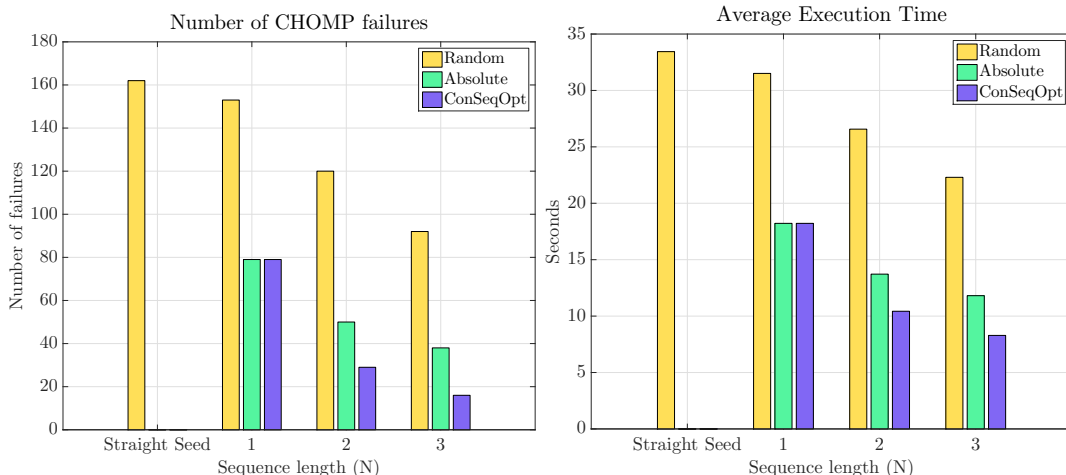 Number of CHOMP failures
180
160
140
120
100
80
60
40
20
0
Number of failures
Random
Absolute
ConSeqOpt
Straight Seed 1 2 3
Sequence length (N)
Average Execution Time
35
30
25
20
15
10
5
0
Seconds
Random
Absolute
ConSeqOpt
Straight Seed 1 2 3
Sequence length (N)